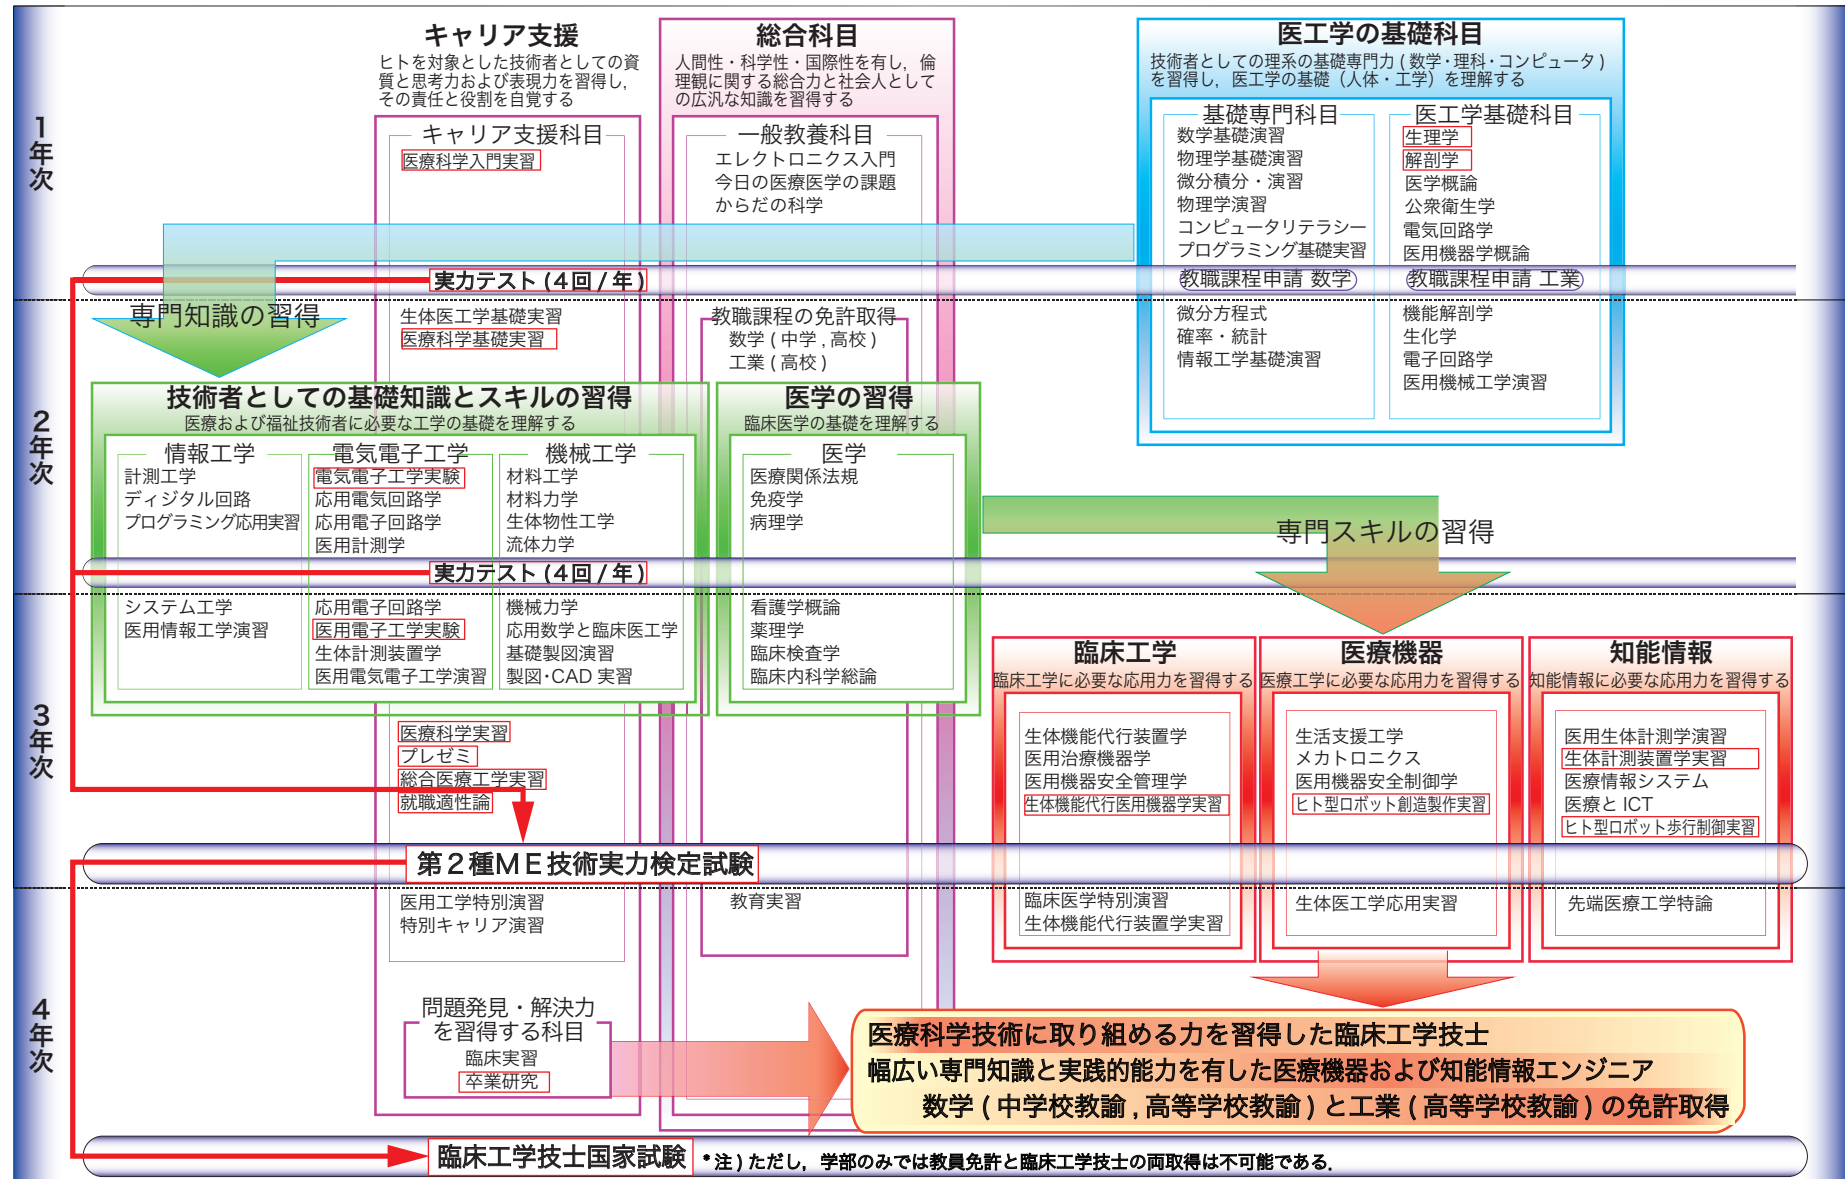 キャリア支援
ヒトを対象とした技術者としての資
質と思考力および表現力を習得し,
その責任と役割を自覚する
総合科目
人間性・科学性・国際性を有し, 倫
理観に関する総合力と社会人として
の広汎な知識を習得する
医工学の基礎科目
技術者としての理系の基礎専門力(数学・理科・コンピュータ)
を習得し, 医工学の基礎(人体・工学)を理解する
1年次
キャリア支援科目
医療科学入門実習
一般教養科目
エレクトロニクス入門
今日の医療医学の課題
からだの科学
基礎専門科目
数学基礎演習
物理学基礎演習
微分積分・演習
物理学演習
コンピュータリテラシー
プログラミング基礎実習
医工学基礎科目
生理学
解剖学
医学概論
公衆衛生学
電気回路学
医用機器学概論
実力テスト(4回/年)
教職課程申請 数学
教職課程申請 工業
2年次
専門知識の習得
生体医工学基礎実習
医療科学基礎実習
教職課程の免許取得
数学(中学,高校)
工業(高校)
微分方程式
確率・統計
情報工学基礎演習
機能解剖学
生化学
電子回路学
医用機械工学演習
技術者としての基礎知識とスキルの習得
医療および福祉技術者に必要な工学の基礎を理解する
医学の習得
臨床医学の基礎を理解する
情報工学
計測工学
ディジタル回路
プログラミング応用実習
電気電子工学
電気電子工学実験
応用電気回路学
応用電子回路学
医用計測学
機械工学
材料工学
材料力学
生体物性工学
流体力学
医学
医療関係法規
免疫学
病理学
専門スキルの習得
実力テスト(4回/年)
3年次
システム工学
医用情報工学演習
応用電子回路学
医用電子工学実験
生体計測装置学
医用電気電子工学演習
機械力学
応用数学と臨床医工学
基礎製図演習
製図・CAD 実習
看護学概論
薬理学
臨床検査学
臨床内科学総論
医療科学実習
プレゼミ
総合医療工学実習
就職適性論
臨床工学
臨床工学に必要な応用力を習得する
生体機能代行装置学
医用治療機器学
医用機器安全管理学
生体機能代行医用機器学実習
医療機器
医療工学に必要な応用力を習得する
生活支援工学
メカトロニクス
医用機器安全制御学
ヒト型ロボット創造製作実習
知能情報
知能情報に必要な応用力を習得する
医用生体計測学演習
生体計測装置学実習
医療情報システム
医療と ICT
ヒト型ロボット歩行制御実習
第2種ME技術実力検定試験
4年次
医用工学特別演習
特別キャリア演習
教育実習
臨床医学特別演習
生体機能代行装置学実習
生体医工学応用実習
先端医療工学特論
問題発見・解決力
を習得する科目
臨床実習
卒業研究
医療科学技術に取り組める力を習得した臨床工学技士
幅広い専門知識と実践的能力を有した医療機器および知能情報エンジニア
数学(中学校教諭,高等学校教諭)と工業(高等学校教諭)の免許取得
臨床工学技士国家試験
*注)ただし, 学部のみでは教員免許と臨床工学技士の両取得は不可能である.